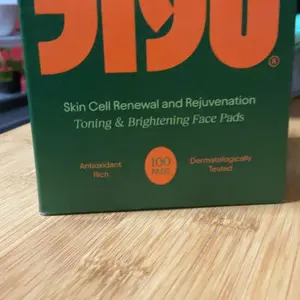 ®
Skin Cell Renewal and Rejuvenation
Toning & Brightening Face Pads
Antioxidant
Rich
100
PADS
Dermatologically
Tested